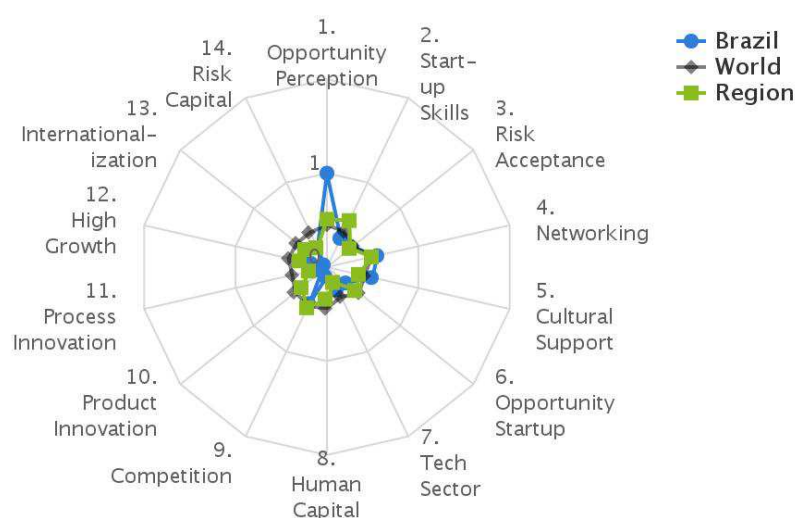 1.
Opportunity
Perception
2.
Start-
up
Skills
3.
Risk
Acceptance
4.
Networking
5.
Cultural
Support
6.
Opportunity
Startup
7.
Tech
Sector
8.
Human
Capital
9.
Competition
10.
Product
Innovation
11.
Process
Innovation
12.
High
Growth
13.
International-
ization
14.
Risk
Capital
1
0
Brazil
World
Region